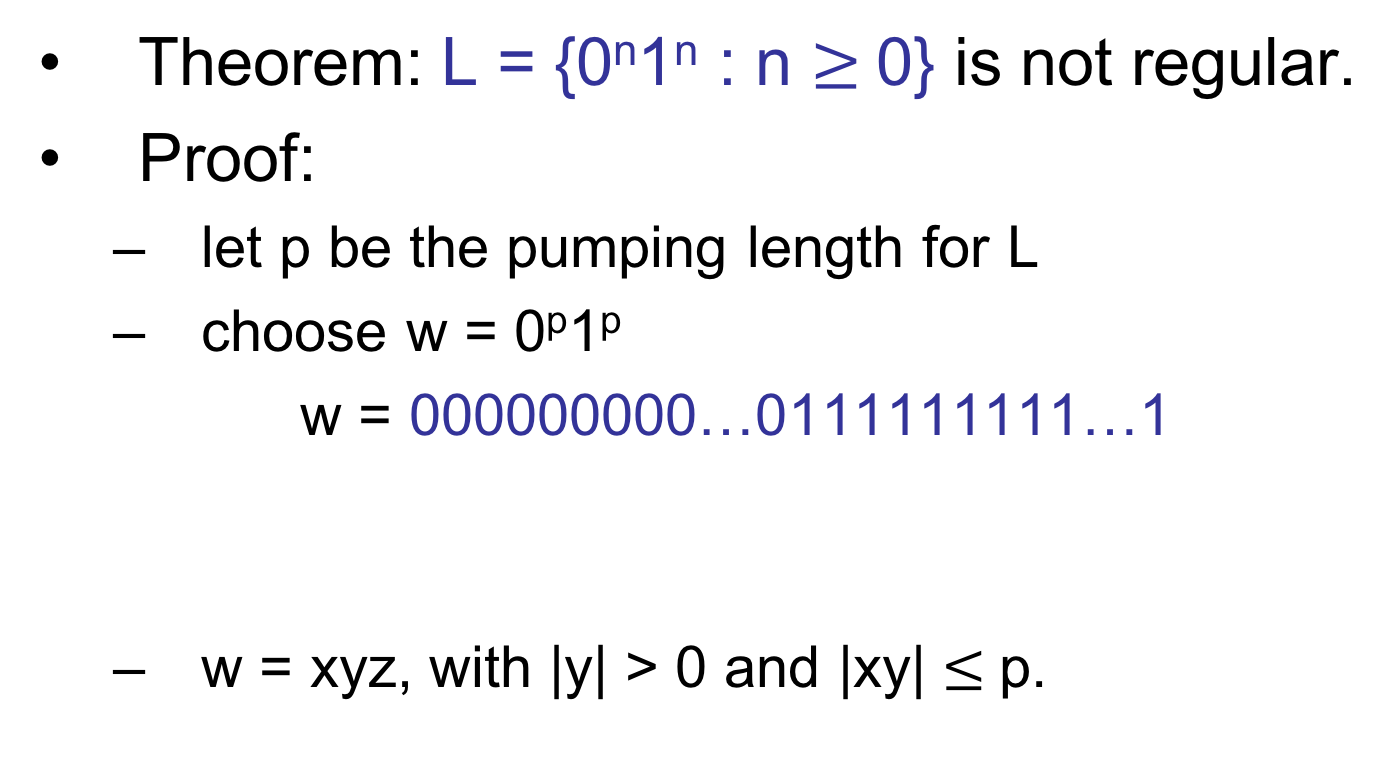 • Theorem: L = {0ⁿ1ⁿ : n ≥ 0} is not regular.
• Proof:
– let p be the pumping length for L
– choose w = 0ᵖ1ᵖ
w = 000000000…0111111111…1
– w = xyz, with |y| > 0 and |xy| ≤ p.